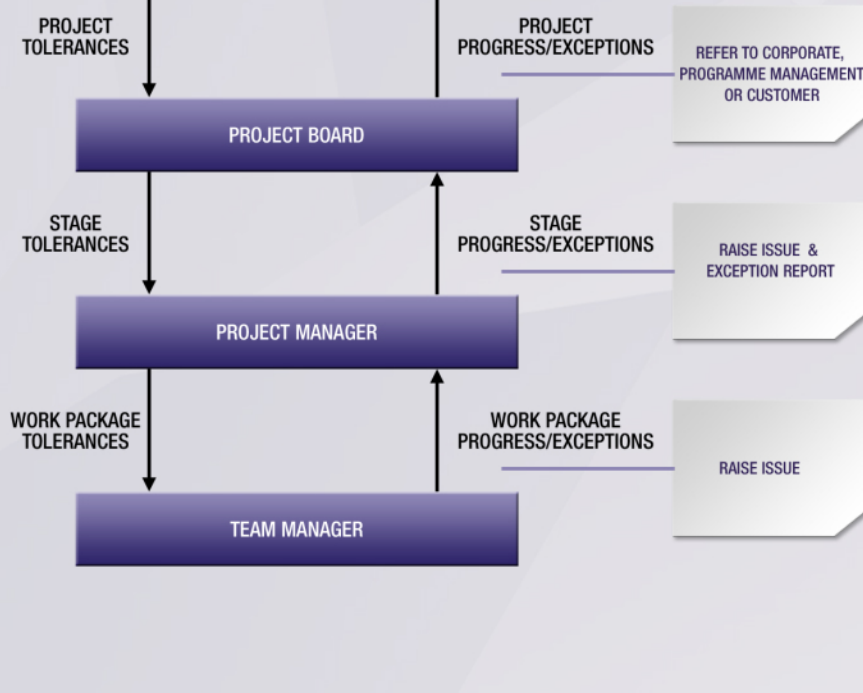 PROJECT
TOLERANCES
PROJECT
PROGRESS/EXCEPTIONS
REFER TO CORPORATE,
PROGRAMME MANAGEMENT
OR CUSTOMER
PROJECT BOARD
STAGE
TOLERANCES
STAGE
PROGRESS/EXCEPTIONS
RAISE ISSUE &
EXCEPTION REPORT
PROJECT MANAGER
WORK PACKAGE
TOLERANCES
WORK PACKAGE
PROGRESS/EXCEPTIONS
RAISE ISSUE
TEAM MANAGER